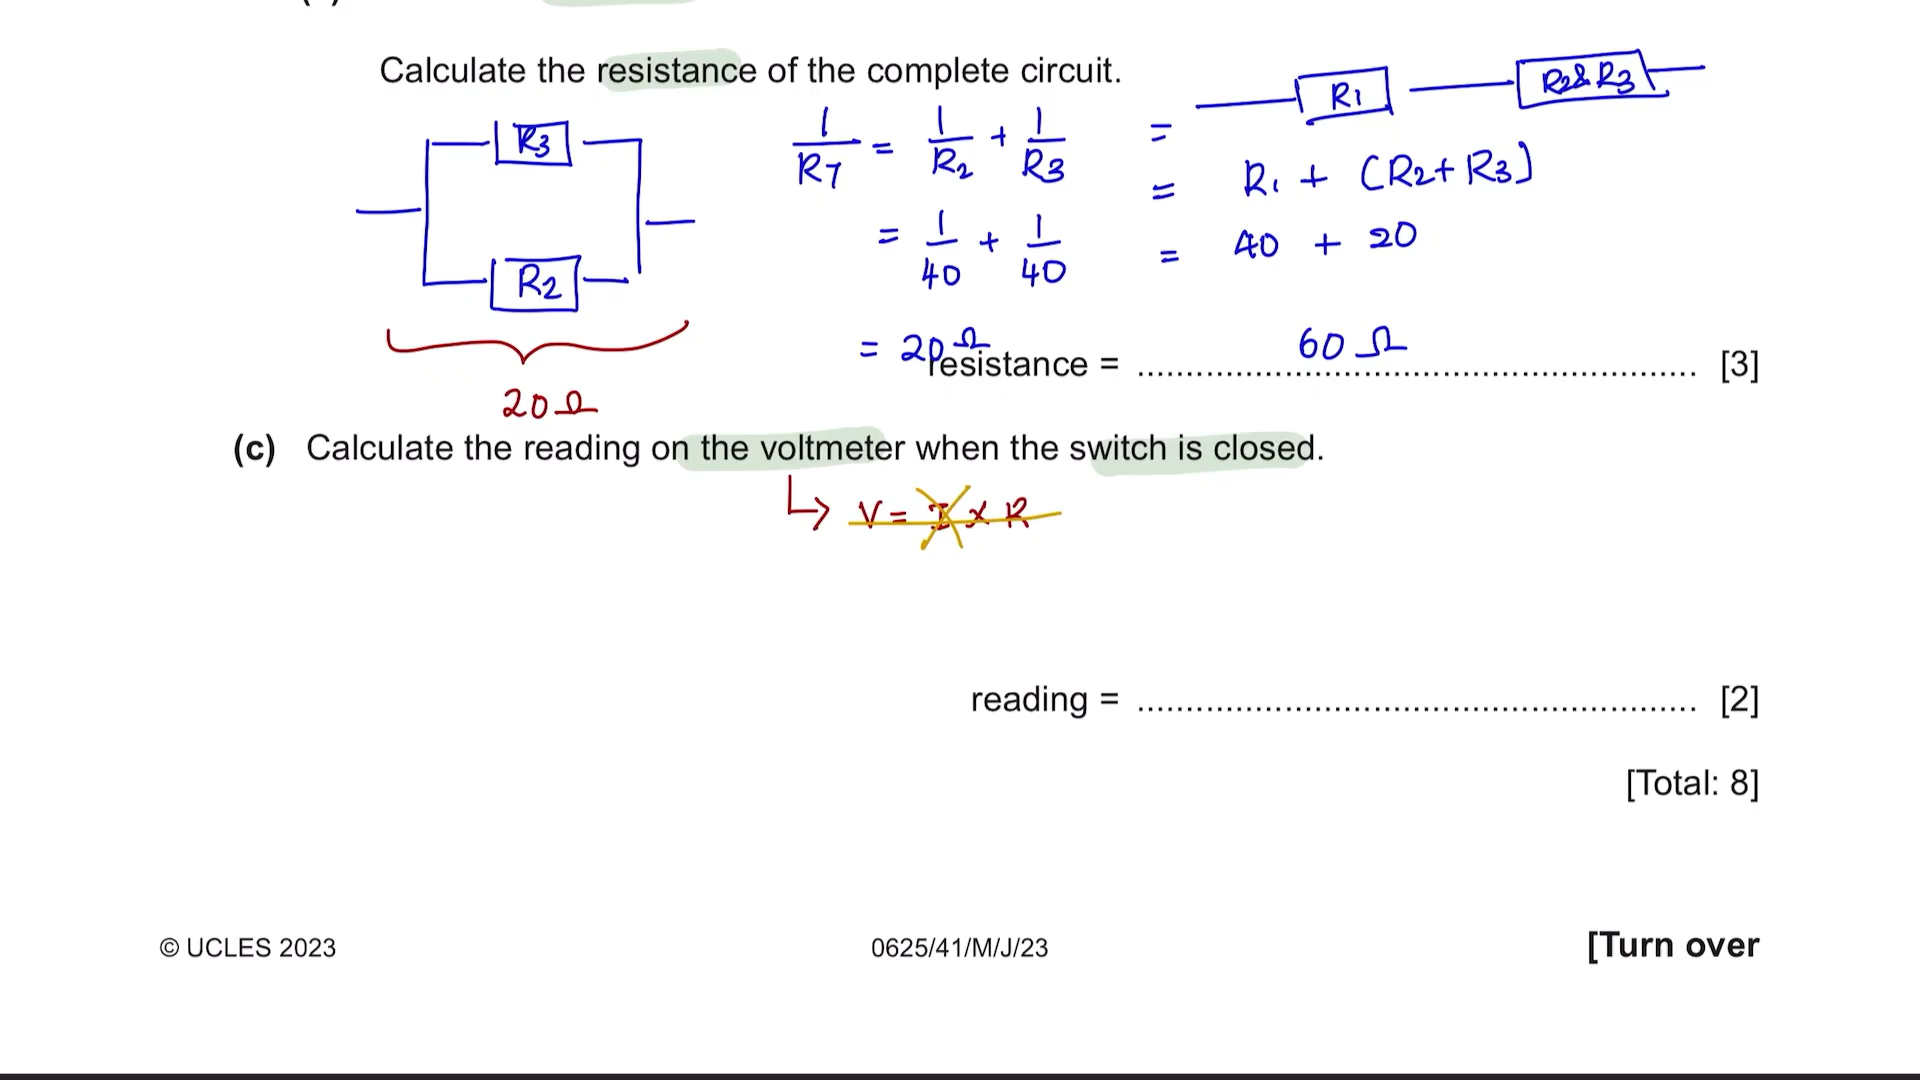 Calculate the resistance of the complete circuit.
R1
R2&R3
R3
1/RT = 1/R2 + 1/R3
=
= R1 + (R2+R3)
= 1/40 + 1/40
= 40 + 20
R2
= 20Ω
resistance = ........................................................ 60 Ω [3]
20Ω
(c) Calculate the reading on the voltmeter when the switch is closed.
↳ V = I x R
reading = ........................................................ [2]
[Total: 8]
© UCLES 2023
0625/41/M/J/23
[Turn over